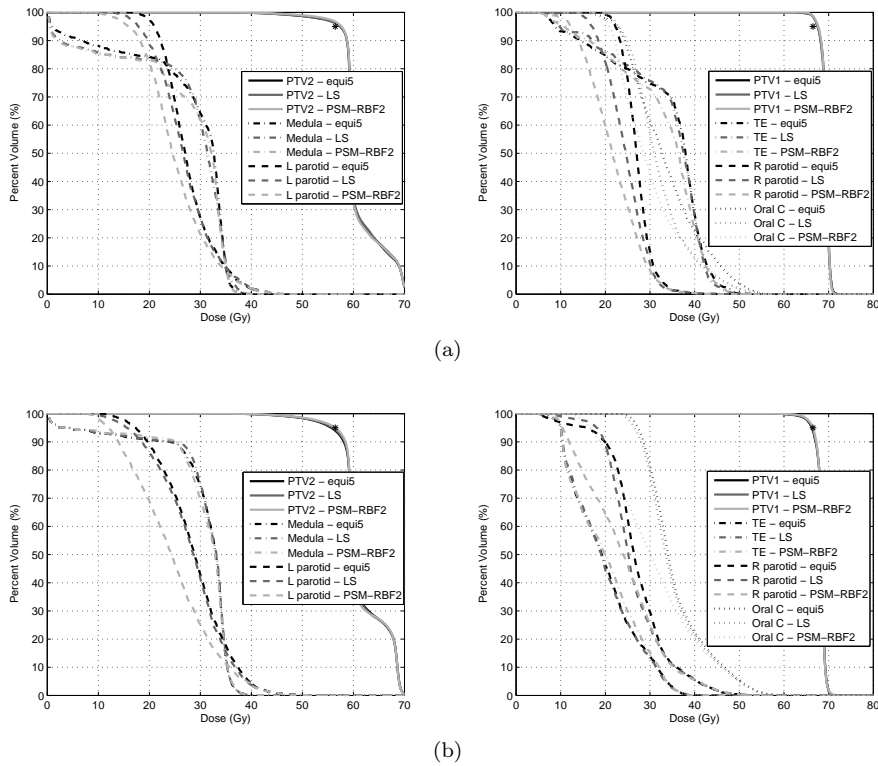 100
90
80
70
60
50
40
30
20
10
0
Percent Volume (%)
0 10 20 30 40 50 60 70
Dose (Gy)
PTV2 – equi5
PTV2 – LS
PTV2 – PSM–RBF2
Medula – equi5
Medula – LS
Medula – PSM–RBF2
L parotid – equi5
L parotid – LS
L parotid – PSM–RBF2
100
90
80
70
60
50
40
30
20
10
0
Percent Volume (%)
0 10 20 30 40 50 60 70 80
Dose (Gy)
PTV1 – equi5
PTV1 – LS
PTV1 – PSM–RBF2
TE – equi5
TE – LS
TE – PSM–RBF2
R parotid – equi5
R parotid – LS
R parotid – PSM–RBF2
Oral C – equi5
Oral C – LS
Oral C – PSM–RBF2
(a)
100
90
80
70
60
50
40
30
20
10
0
Percent Volume (%)
0 10 20 30 40 50 60 70
Dose (Gy)
PTV2 – equi5
PTV2 – LS
PTV2 – PSM–RBF2
Medula – equi5
Medula – LS
Medula – PSM–RBF2
L parotid – equi5
L parotid – LS
L parotid – PSM–RBF2
100
90
80
70
60
50
40
30
20
10
0
Percent Volume (%)
0 10 20 30 40 50 60 70 80
Dose (Gy)
PTV1 – equi5
PTV1 – LS
PTV1 – PSM–RBF2
TE – equi5
TE – LS
TE – PSM–RBF2
R parotid – equi5
R parotid – LS
R parotid – PSM–RBF2
Oral C – equi5
Oral C – LS
Oral C – PSM–RBF2
(b)